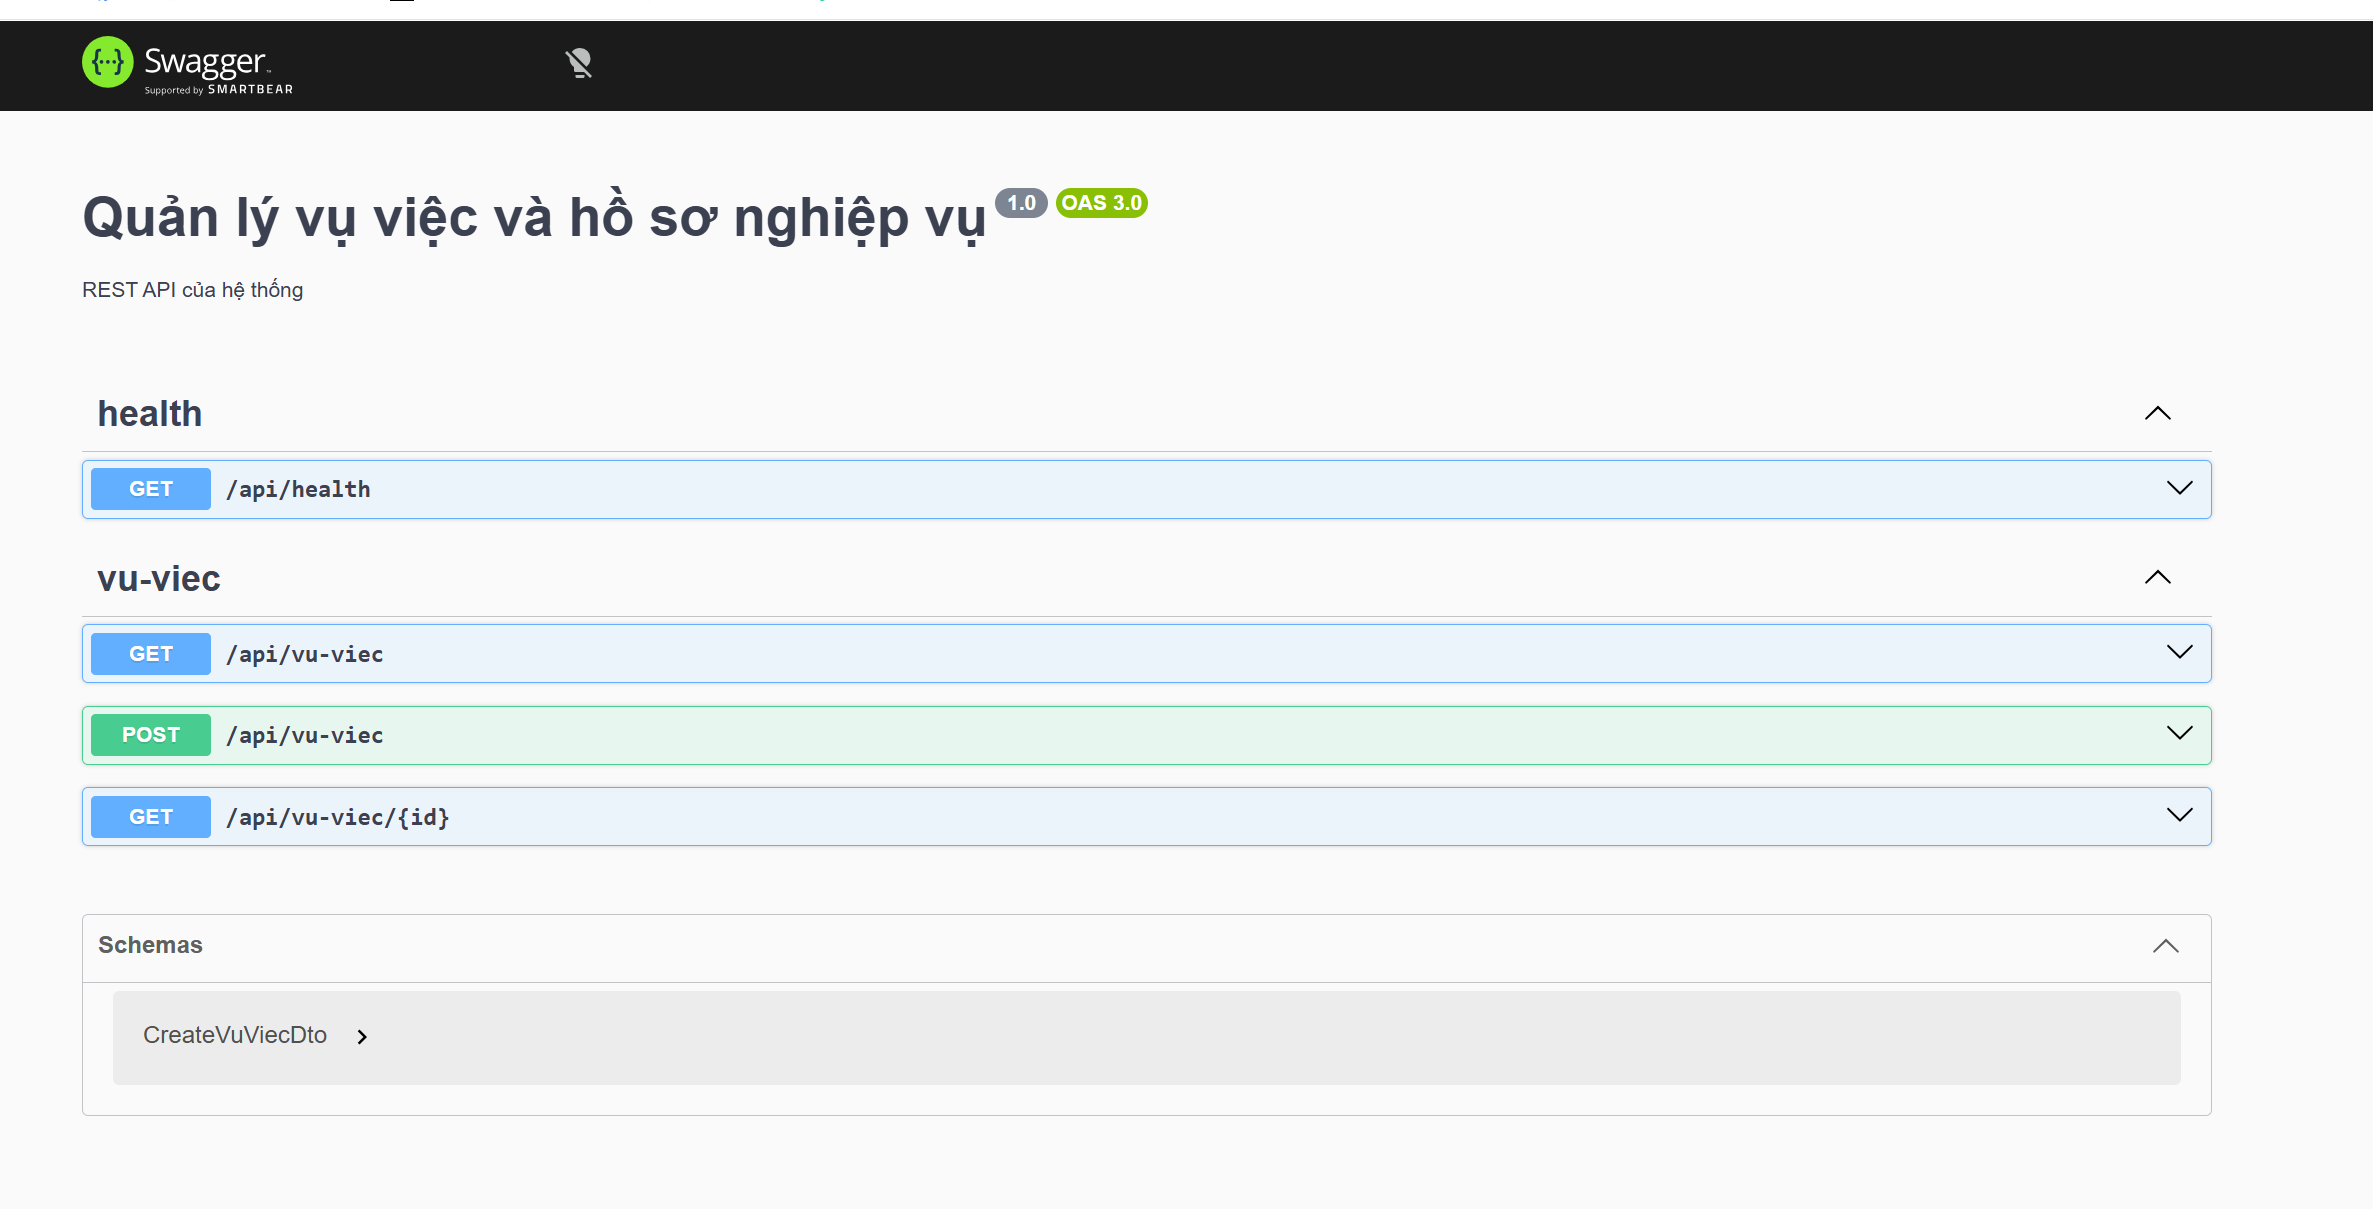 Swagger
Supported by SMARTBEAR
Quản lý vụ việc và hồ sơ nghiệp vụ 1.0 OAS 3.0
REST API của hệ thống
health
GET /api/health
vu-viec
GET /api/vu-viec
POST /api/vu-viec
GET /api/vu-viec/{id}
Schemas
CreateVuViecDto